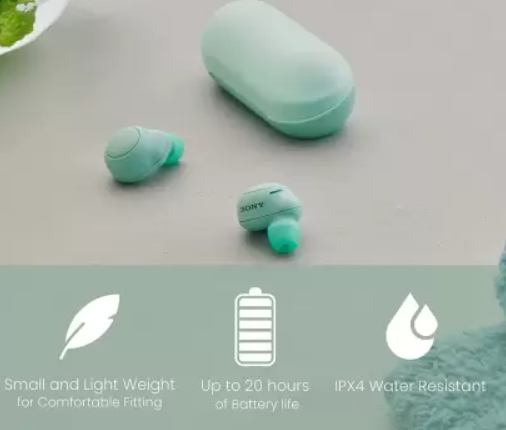 SONY
Small and Light Weight
for Comfortable Fitting
Up to 20 hours
of Battery life
IPX4 Water Resistant